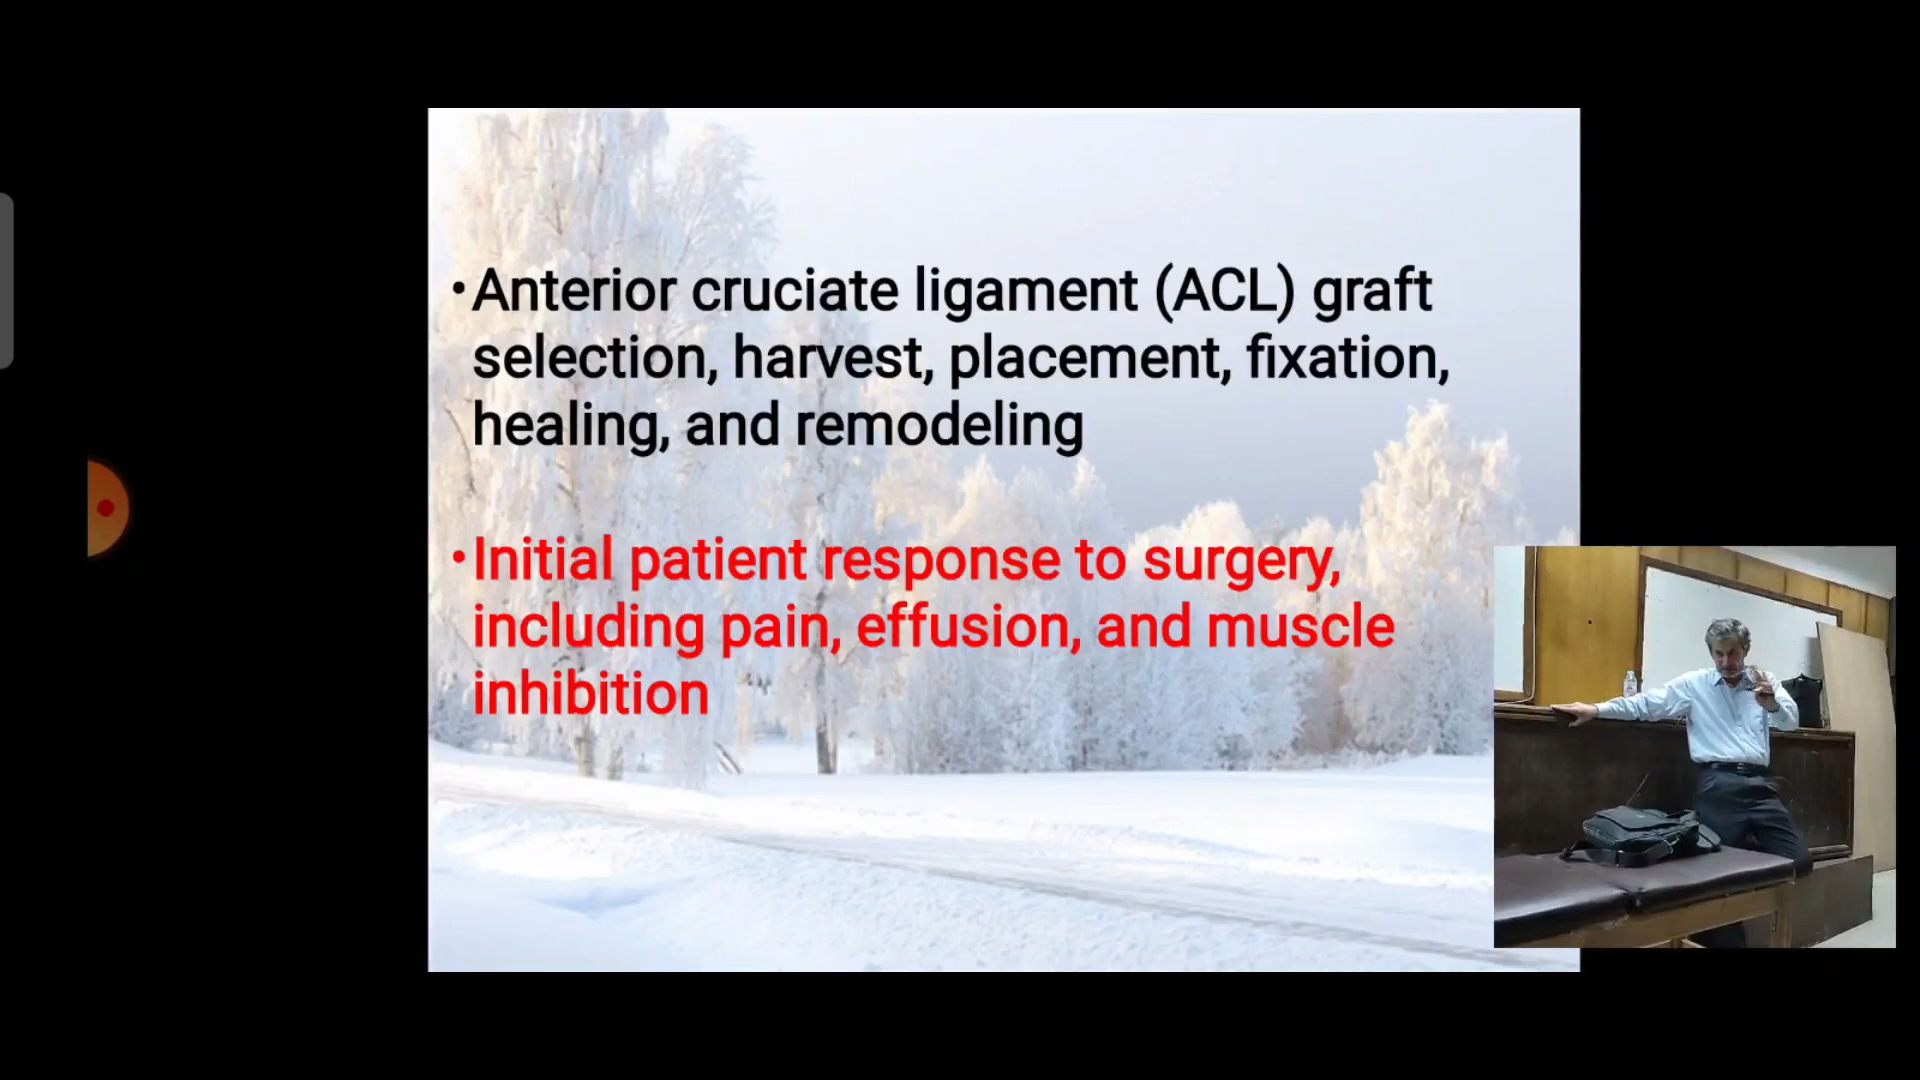 •Anterior cruciate ligament (ACL) graft
selection, harvest, placement, fixation,
healing, and remodeling
•Initial patient response to surgery,
including pain, effusion, and muscle
inhibition